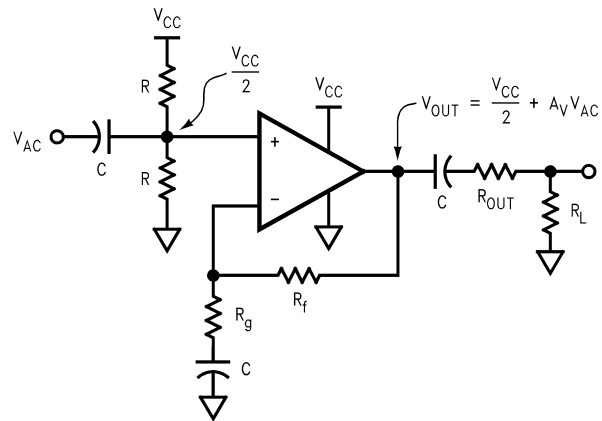 V_CC
R
V_CC/2
V_CC
V_OUT = V_CC/2 + A_V V_AC
V_AC
C
+
R
−
C
R_OUT
R_L
R_f
R_g
C